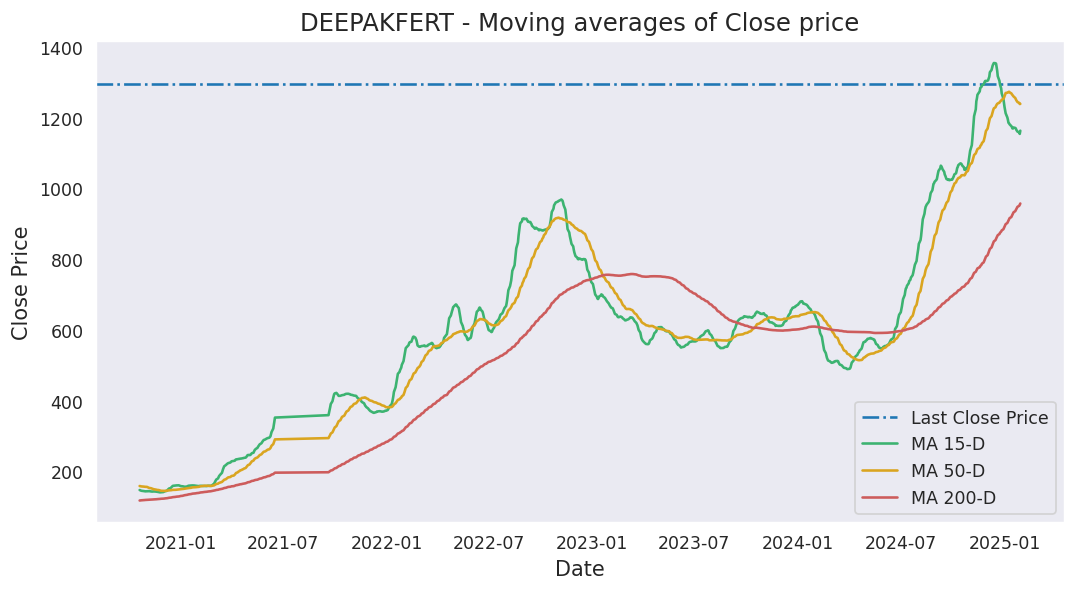 DEEPAKFERT - Moving averages of Close price
Close Price
1400
1200
1000
800
600
400
200
2021-01
2021-07
2022-01
2022-07
2023-01
2023-07
2024-01
2024-07
2025-01
Date
Last Close Price
MA 15-D
MA 50-D
MA 200-D